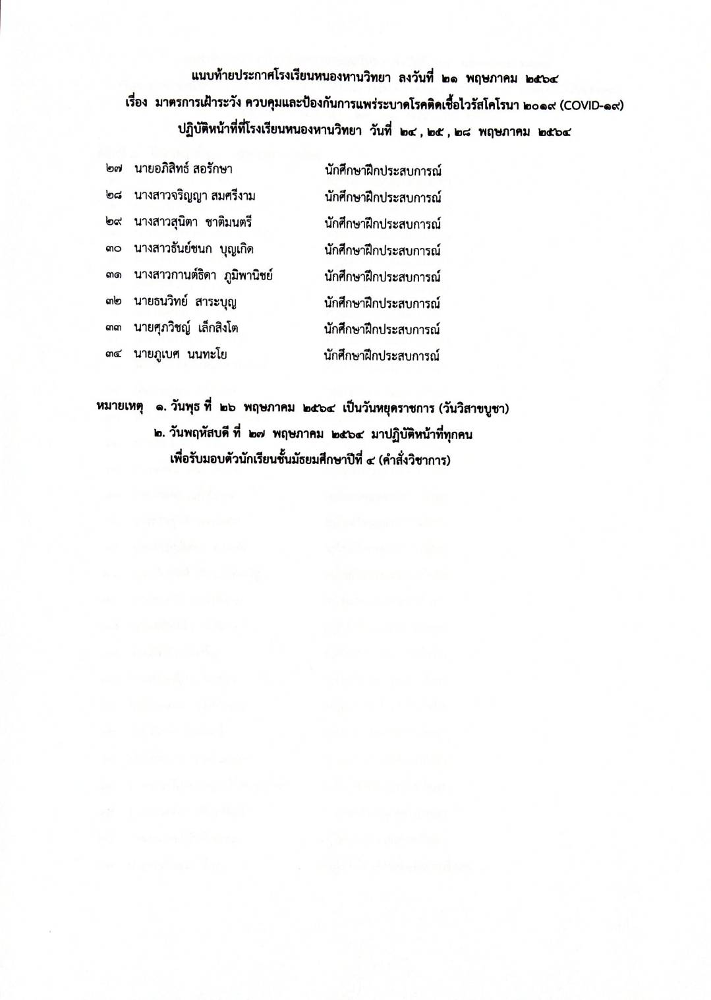 แนบท้ายประกาศโรงเรียนหนองหานวิทยา ลงวันที่ ๒๑ พฤษภาคม ๒๕๖๔
เรื่อง มาตรการเฝ้าระวัง ควบคุมและป้องกันการแพร่ระบาดโรคติดเชื้อไวรัสโคโรนา ๒๐๑๙ (COVID-๑๙)
ปฏิบัติหน้าที่ที่โรงเรียนหนองหานวิทยา วันที่ ๒๔ , ๒๕ , ๒๘ พฤษภาคม ๒๕๖๔
๒๗ นายอภิสิทธ์ สอรักษา นักศึกษาฝึกประสบการณ์
๒๘ นางสาวจริญญา สมศรีงาม นักศึกษาฝึกประสบการณ์
๒๙ นางสาวสุนิตา ชาติมนตรี นักศึกษาฝึกประสบการณ์
๓๐ นางสาวธันย์ชนก บุญเกิด นักศึกษาฝึกประสบการณ์
๓๑ นางสาวกานต์ธิดา ภูมิพานิชย์ นักศึกษาฝึกประสบการณ์
๓๒ นายธนวิทย์ สาระบุญ นักศึกษาฝึกประสบการณ์
๓๓ นายศุภวิชญ์ เล็กสิงโต นักศึกษาฝึกประสบการณ์
๓๔ นายภูเบศ นนทะโย นักศึกษาฝึกประสบการณ์
หมายเหตุ ๑. วันพุธ ที่ ๒๖ พฤษภาคม ๒๕๖๔ เป็นวันหยุดราชการ (วันวิสาขบูชา)
๒. วันพฤหัสบดี ที่ ๒๗ พฤษภาคม ๒๕๖๔ มาปฏิบัติหน้าที่ทุกคน
เพื่อรับมอบตัวนักเรียนชั้นมัธยมศึกษาปีที่ ๔ (คำสั่งวิชาการ)